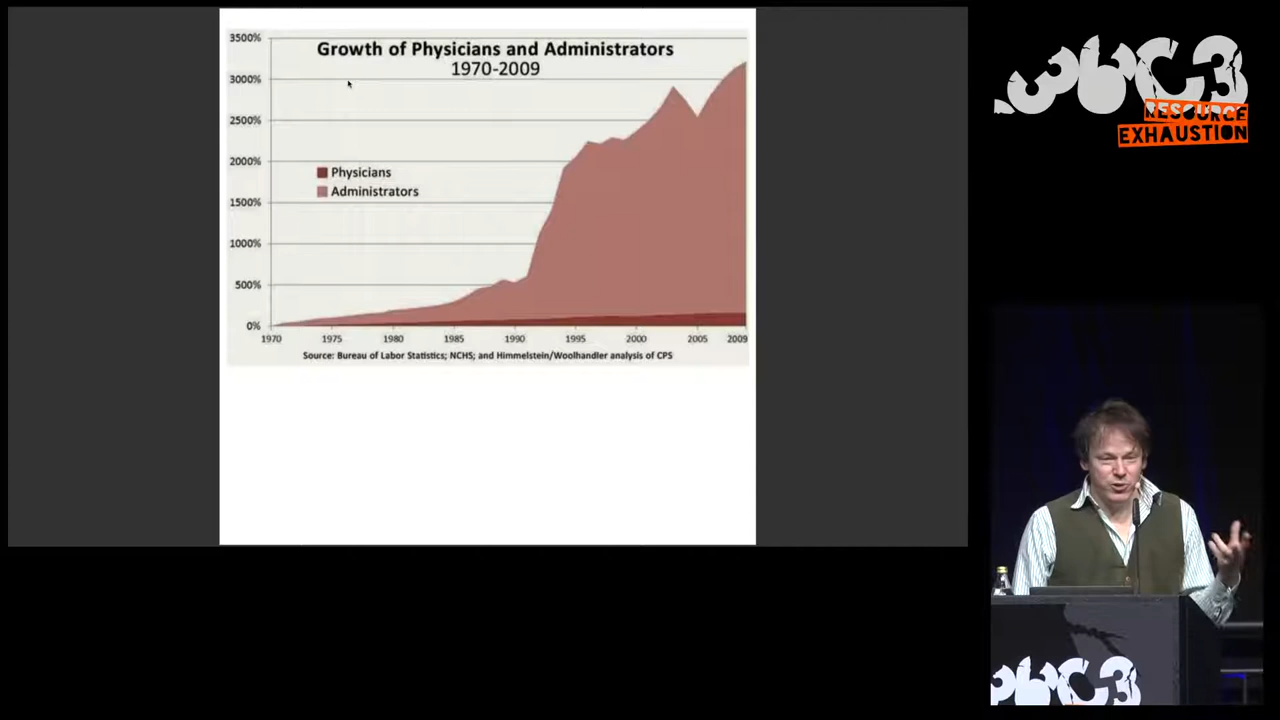 3500%
Growth of Physicians and Administrators
1970-2009
3000%
2500%
2000%
Physicians
Administrators
1500%
1000%
500%
0%
1970 1975 1980 1985 1990 1995 2000 2005 2009
Source: Bureau of Labor Statistics; NCHS; and Himmelstein/Woolhandler analysis of CPS
36C3
RESOURCE
EXHAUSTION
36C3